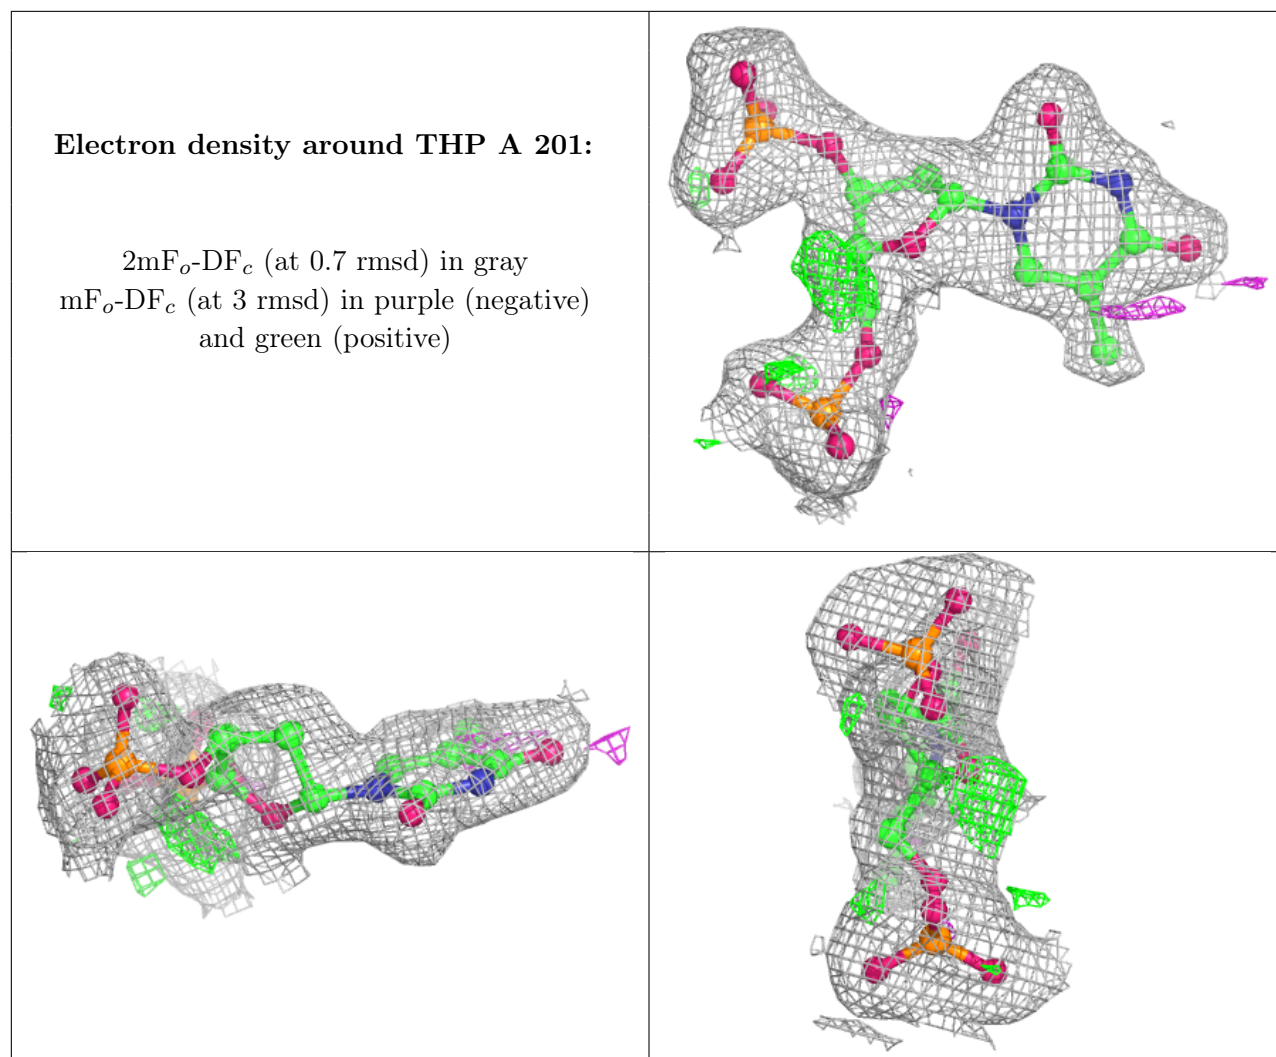 Electron density around THP A 201:
2mFₒ-DF𝒸 (at 0.7 rmsd) in gray
mFₒ-DF𝒸 (at 3 rmsd) in purple (negative)
and green (positive)